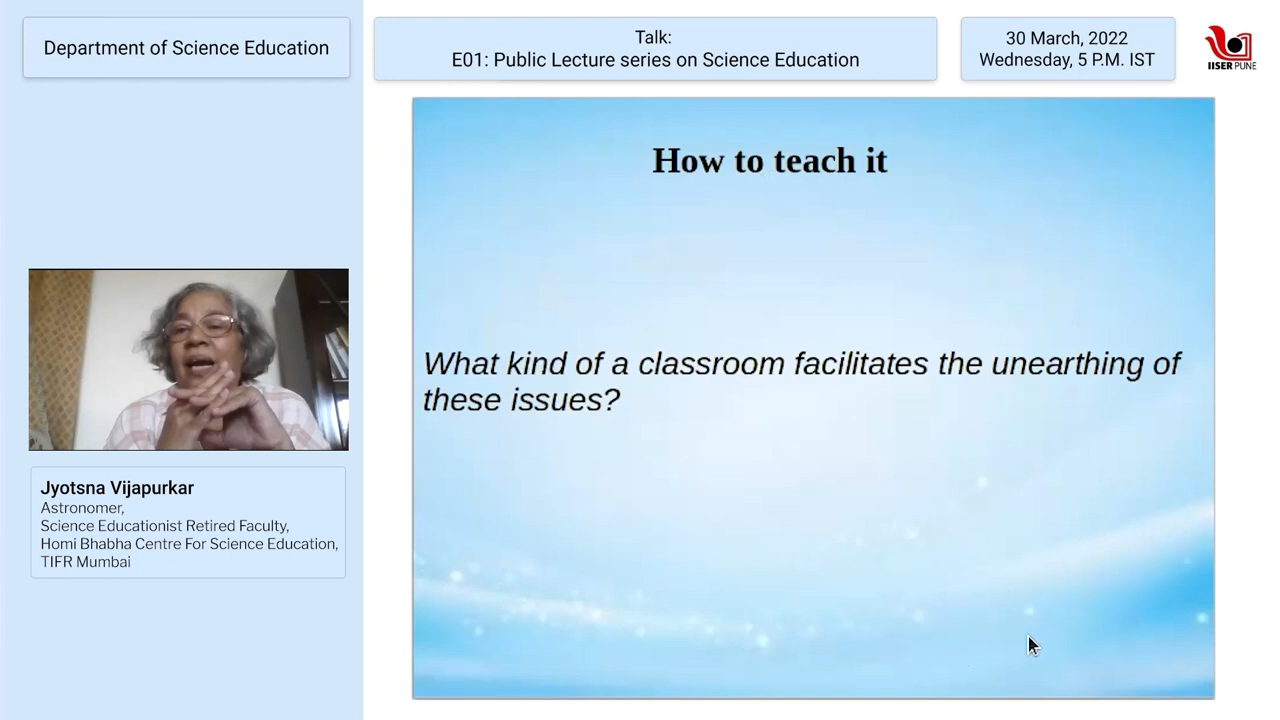 Department of Science Education
Talk:
E01: Public Lecture series on Science Education
30 March, 2022
Wednesday, 5 P.M. IST
IISER PUNE
How to teach it
What kind of a classroom facilitates the unearthing of
these issues?
Jyotsna Vijapurkar
Astronomer,
Science Educationist Retired Faculty,
Homi Bhabha Centre For Science Education,
TIFR Mumbai